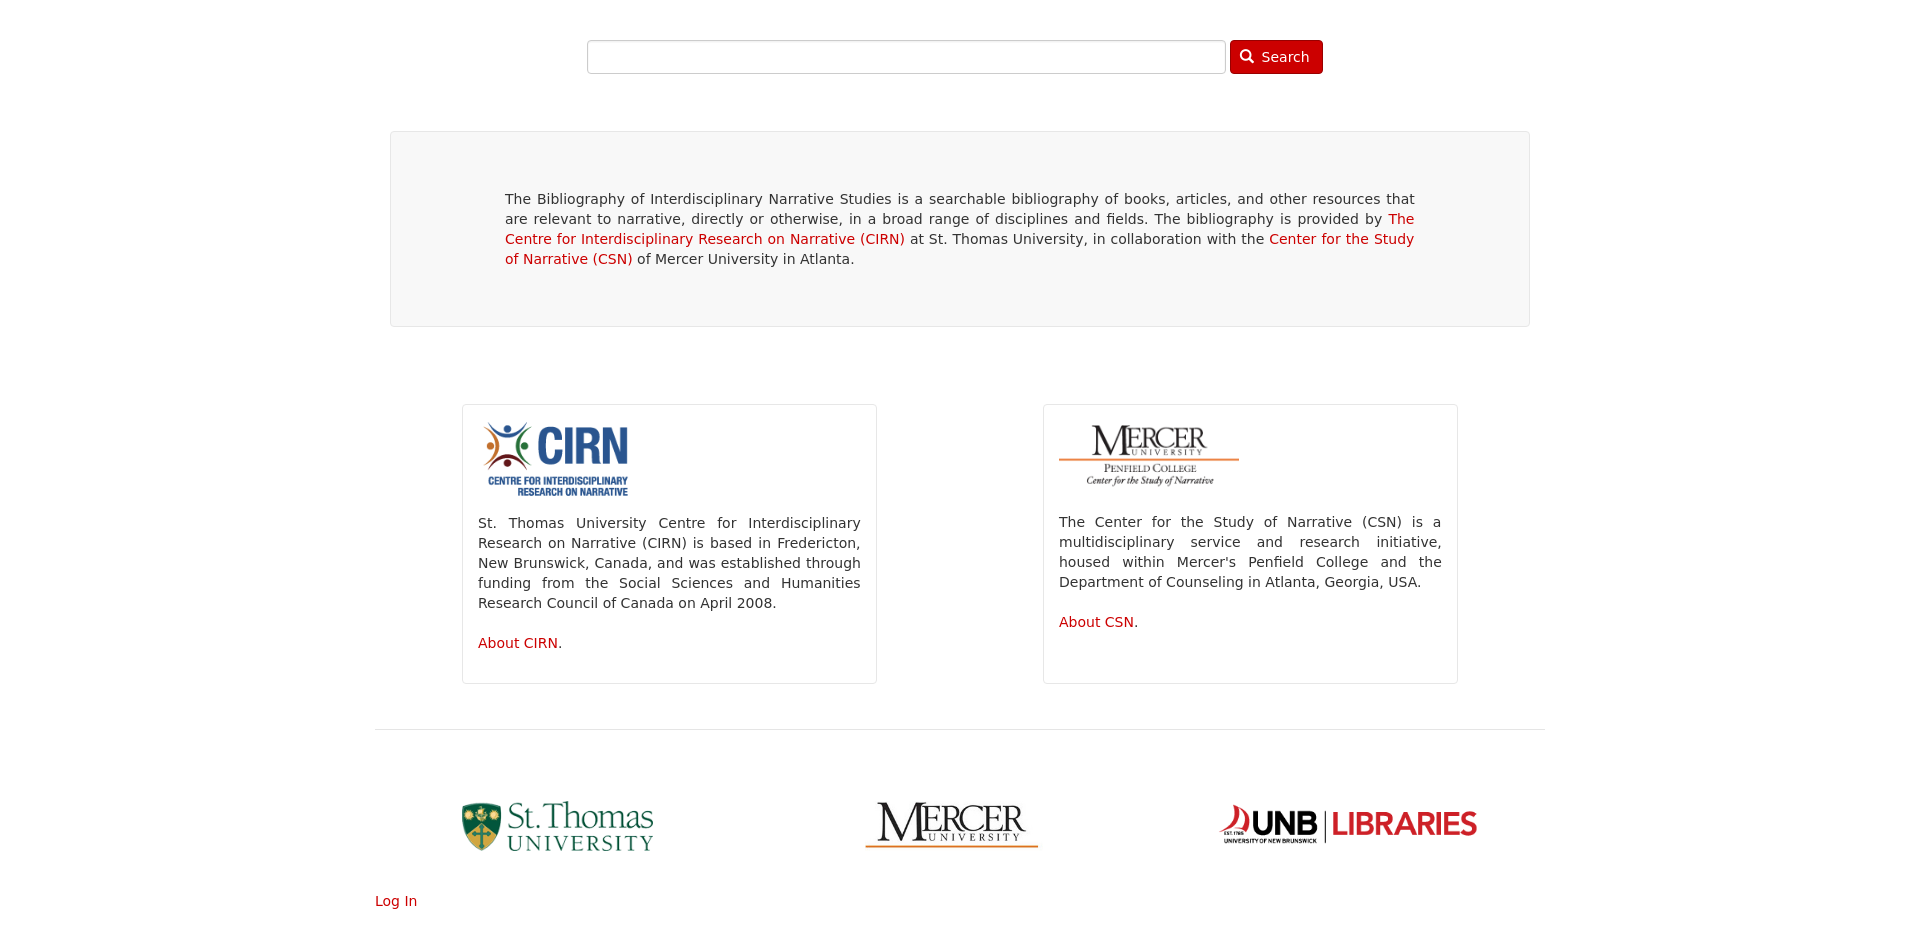 Search
The Bibliography of Interdisciplinary Narrative Studies is a searchable bibliography of books, articles, and other resources that
are relevant to narrative, directly or otherwise, in a broad range of disciplines and fields. The bibliography is provided by The
Centre for Interdisciplinary Research on Narrative (CIRN) at St. Thomas University, in collaboration with the Center for the Study
of Narrative (CSN) of Mercer University in Atlanta.
CIRN
CENTRE FOR INTERDISCIPLINARY
RESEARCH ON NARRATIVE
St. Thomas University Centre for Interdisciplinary
Research on Narrative (CIRN) is based in Fredericton,
New Brunswick, Canada, and was established through
funding from the Social Sciences and Humanities
Research Council of Canada on April 2008.
About CIRN.
MERCER
UNIVERSITY
PENFIELD COLLEGE
Center for the Study of Narrative
The Center for the Study of Narrative (CSN) is a
multidisciplinary service and research initiative,
housed within Mercer's Penfield College and the
Department of Counseling in Atlanta, Georgia, USA.
About CSN.
St. Thomas
UNIVERSITY
MERCER
UNIVERSITY
EST. 1785
UNB LIBRARIES
UNIVERSITY OF NEW BRUNSWICK
Log In